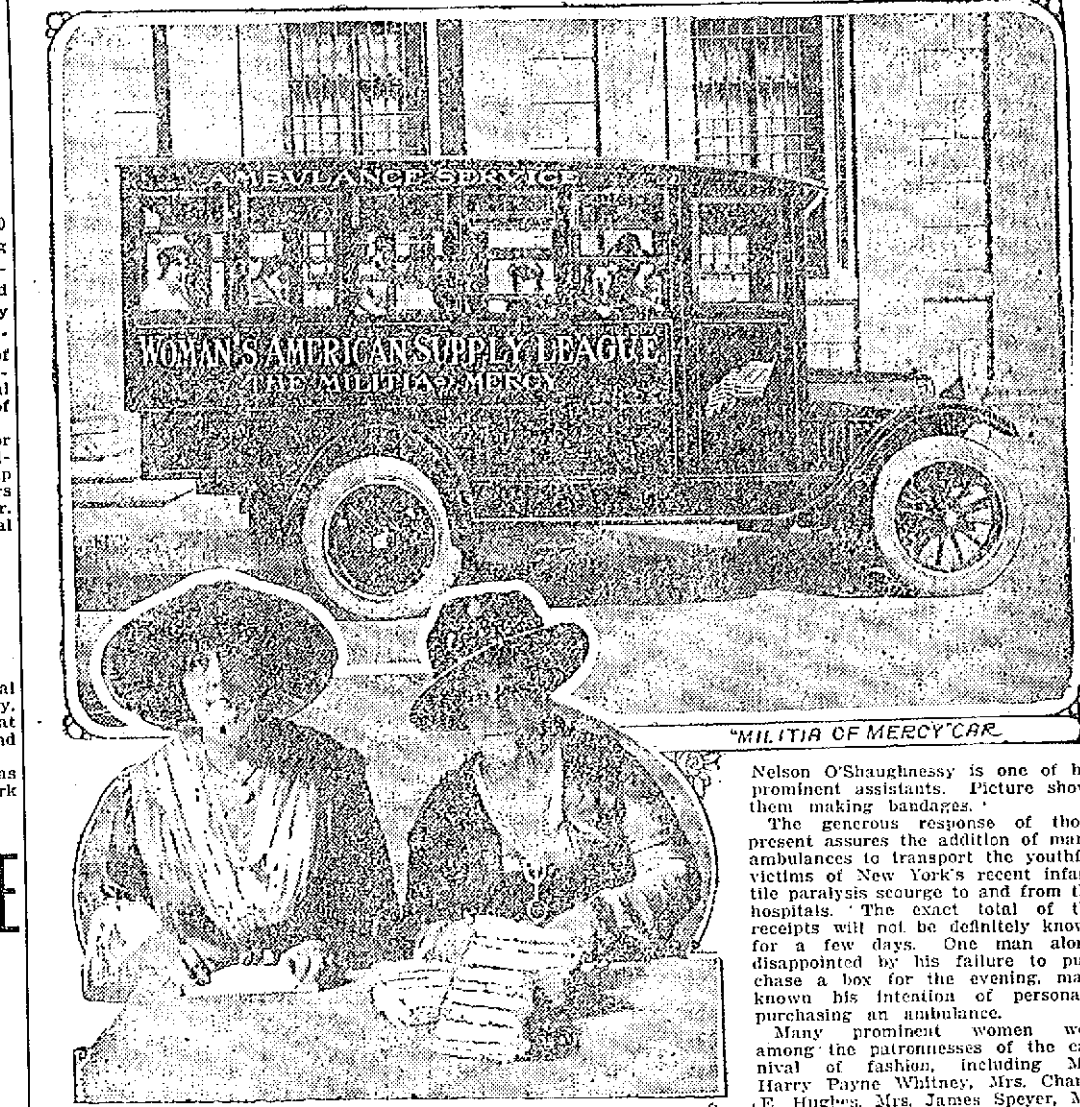 AMBULANCE SERVICE
WOMAN'S AMERICAN SUPPLY LEAGUE
THE MILITIA OF MERCY
"MILITIA OF MERCY" CAR
Nelson O'Shaughnessy is one of h
prominent assistants. Picture show
them making bandages.
The generous response of tho
present assures the addition of man
ambulances to transport the youthf
victims of New York's recent infan
tile paralysis scourge to and from t
hospitals. The exact total of t
receipts will not be definitely know
for a few days. One man alon
disappointed by his failure to pu
chase a box for the evening, ma
known his intention of persona
purchasing an ambulance.
Many prominent women we
among the patronnesses of the ca
nival of fashion, including M
Harry Payne Whitney, Mrs. Char
E. Hughes, Mrs. James Speyer, M